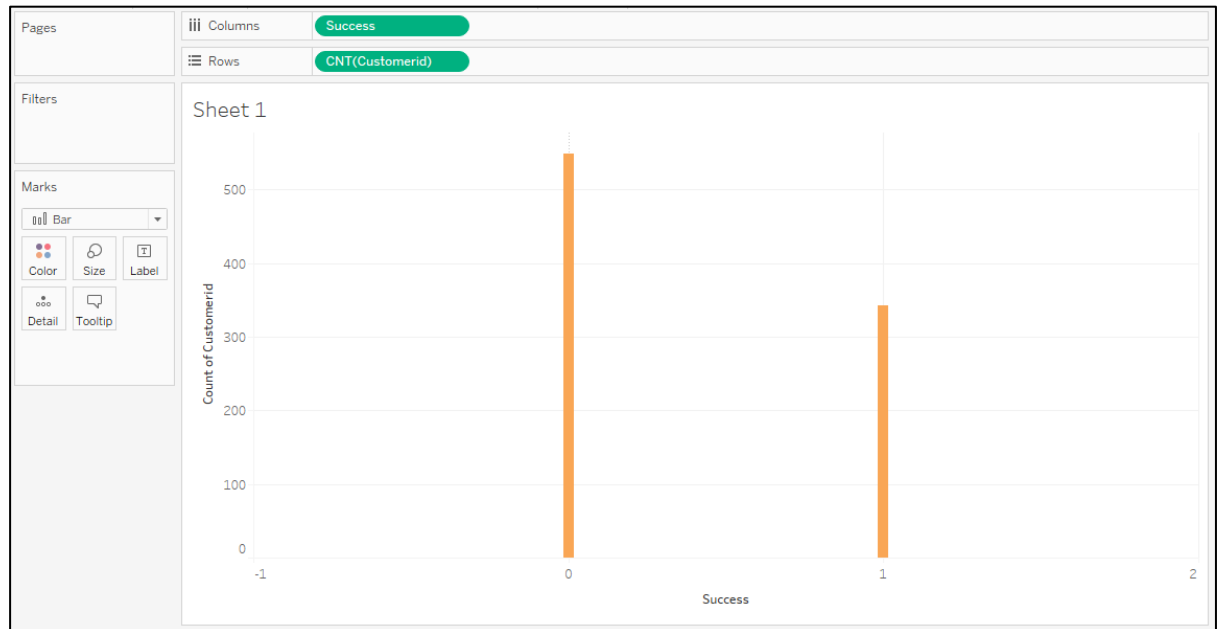 Pages
Columns
Success
Rows
CNT(Customerid)
Filters
Marks
Bar
Color
Size
T
Label
Detail
Tooltip
Sheet 1
Count of Customerid
500
400
300
200
100
0
-1
0
1
2
Success